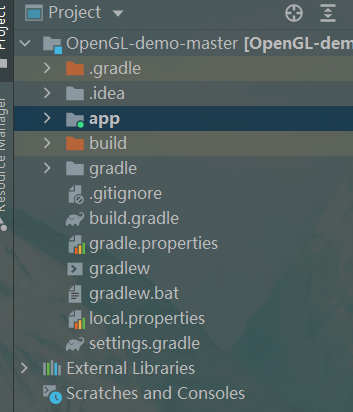 Project
Project
OpenGL-demo-master [OpenGL-dem
.gradle
.idea
app
build
gradle
.gitignore
build.gradle
gradle.properties
gradlew
gradlew.bat
local.properties
settings.gradle
External Libraries
Scratches and Consoles
Resource Manager